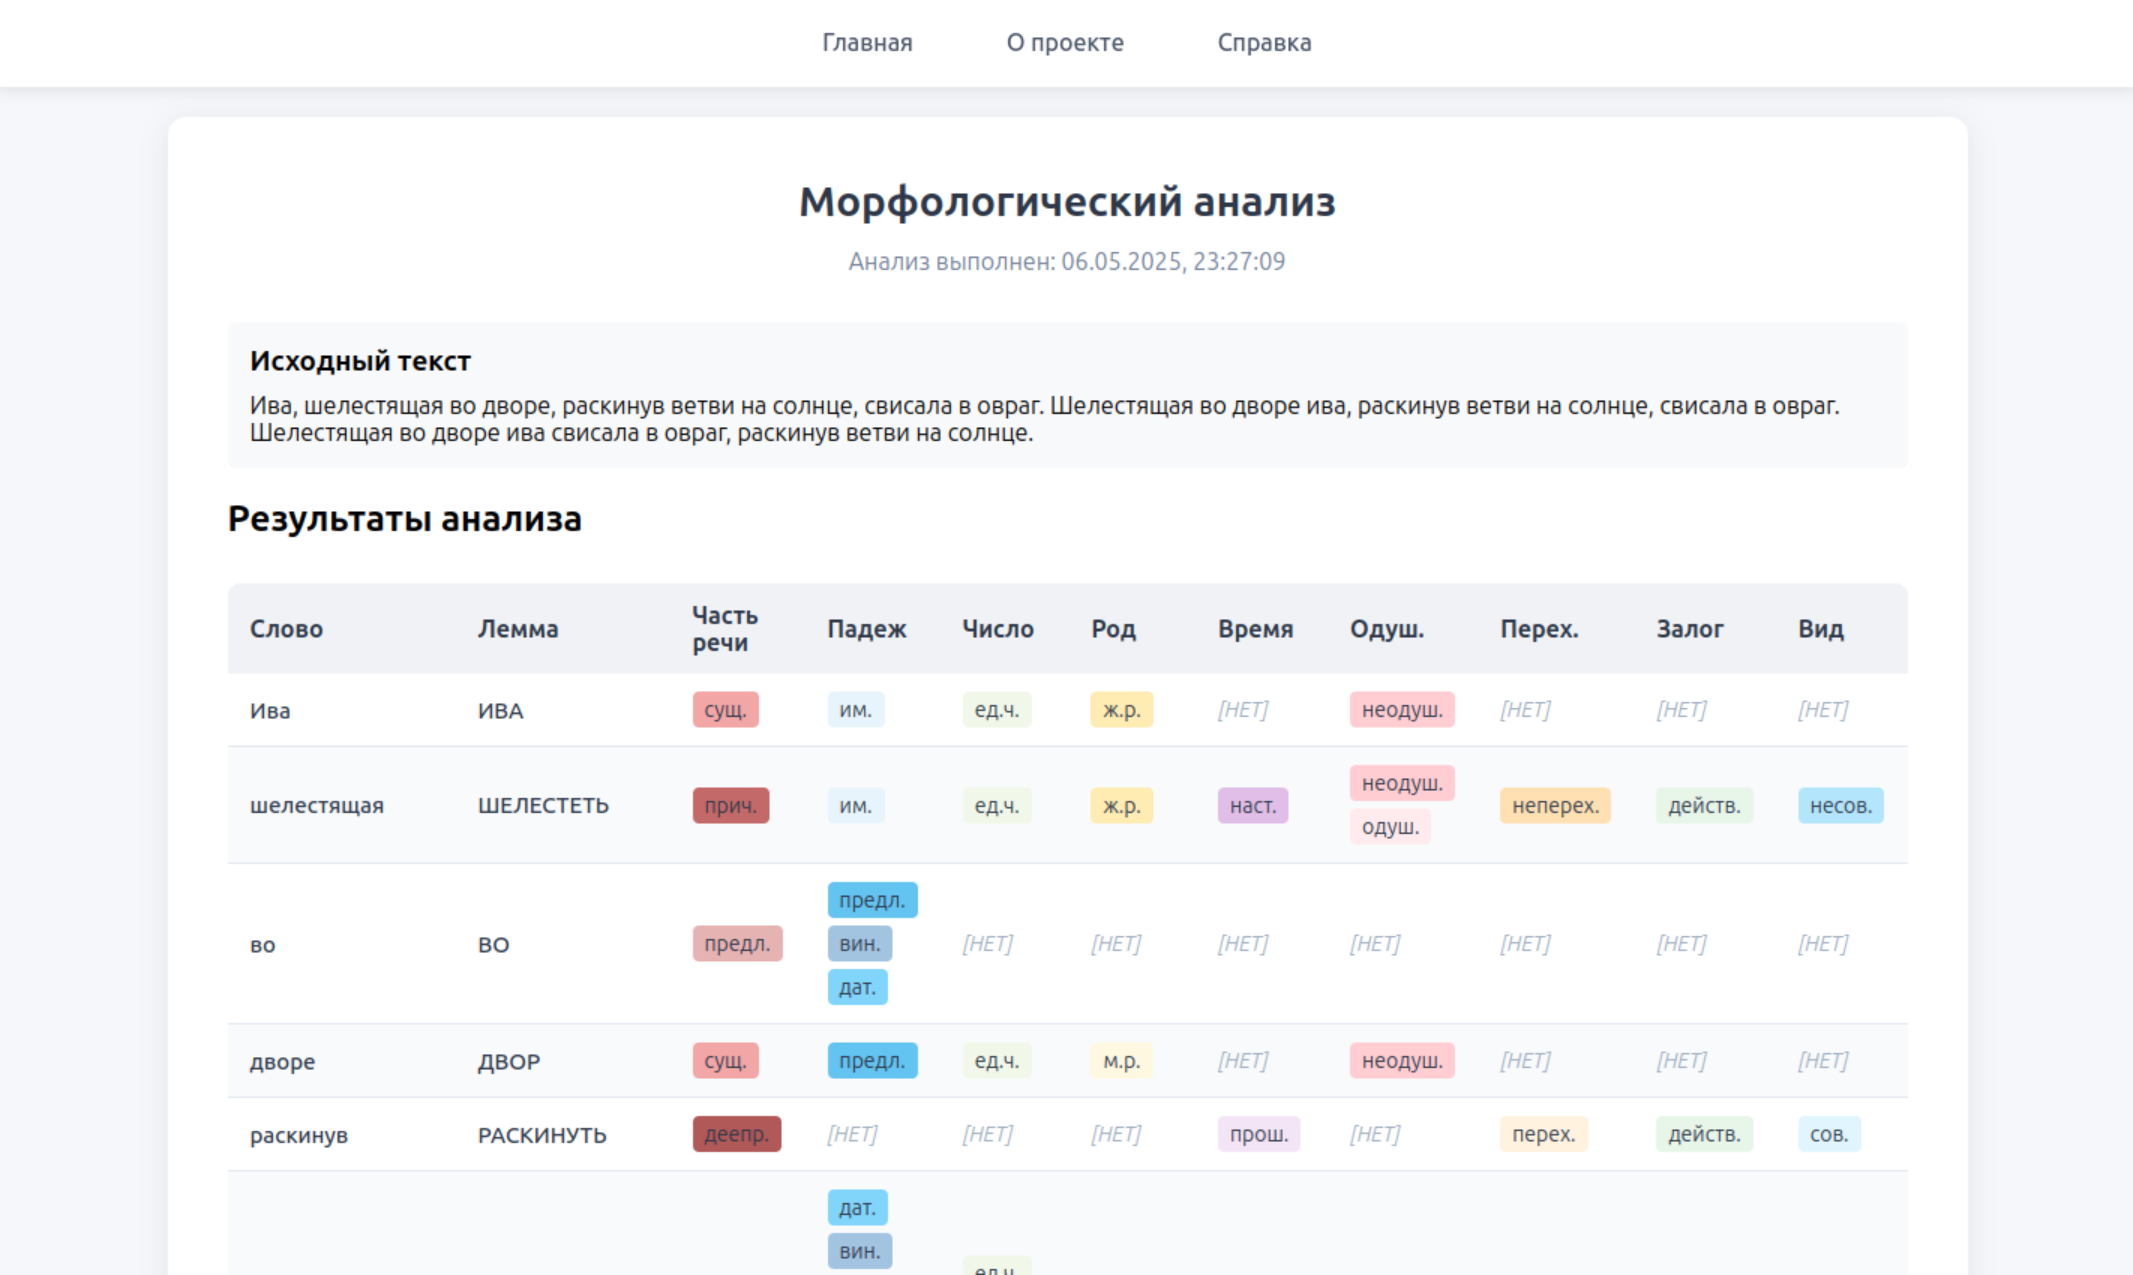 Главная О проекте Справка
Морфологический анализ
Анализ выполнен: 06.05.2025, 23:27:09
Исходный текст
Ива, шелестящая во дворе, раскинув ветви на солнце, свисала в овраг. Шелестящая во дворе ива, раскинув ветви на солнце, свисала в овраг.
Шелестящая во дворе ива свисала в овраг, раскинув ветви на солнце.
Результаты анализа
Слово Лемма Часть речи Падеж Число Род Время Одуш. Перех. Залог Вид
Ива ИВА сущ. им. ед.ч. ж.р. [НЕТ] неодуш. [НЕТ] [НЕТ] [НЕТ]
шелестящая ШЕЛЕСТЕТЬ прич. им. ед.ч. ж.р. наст. неодуш. одуш. неперех. действ. несов.
во ВО предл. предл. вин. дат. [НЕТ] [НЕТ] [НЕТ] [НЕТ] [НЕТ] [НЕТ] [НЕТ]
дворе ДВОР сущ. предл. ед.ч. м.р. [НЕТ] неодуш. [НЕТ] [НЕТ] [НЕТ]
раскинув РАСКИНУТЬ деепр. [НЕТ] [НЕТ] [НЕТ] прош. [НЕТ] перех. действ. сов.
дат.
вин.
ед.ч.